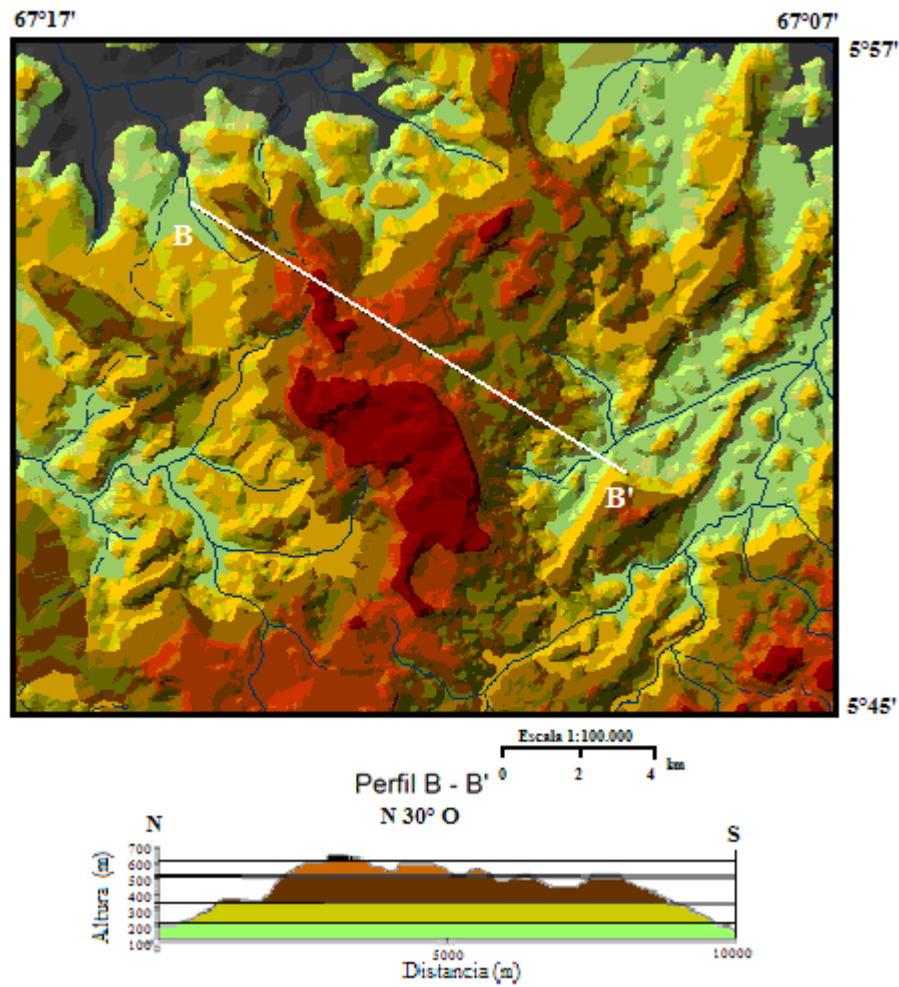 67°17'
67°07'
5°57'
B
B'
5°45'
Escala 1:100.000
0 2 4 km
Perfil B - B'
N 30° O
N
S
Altura (m)
700
600
500
400
300
200
100
0
5000
10000
Distancia (m)